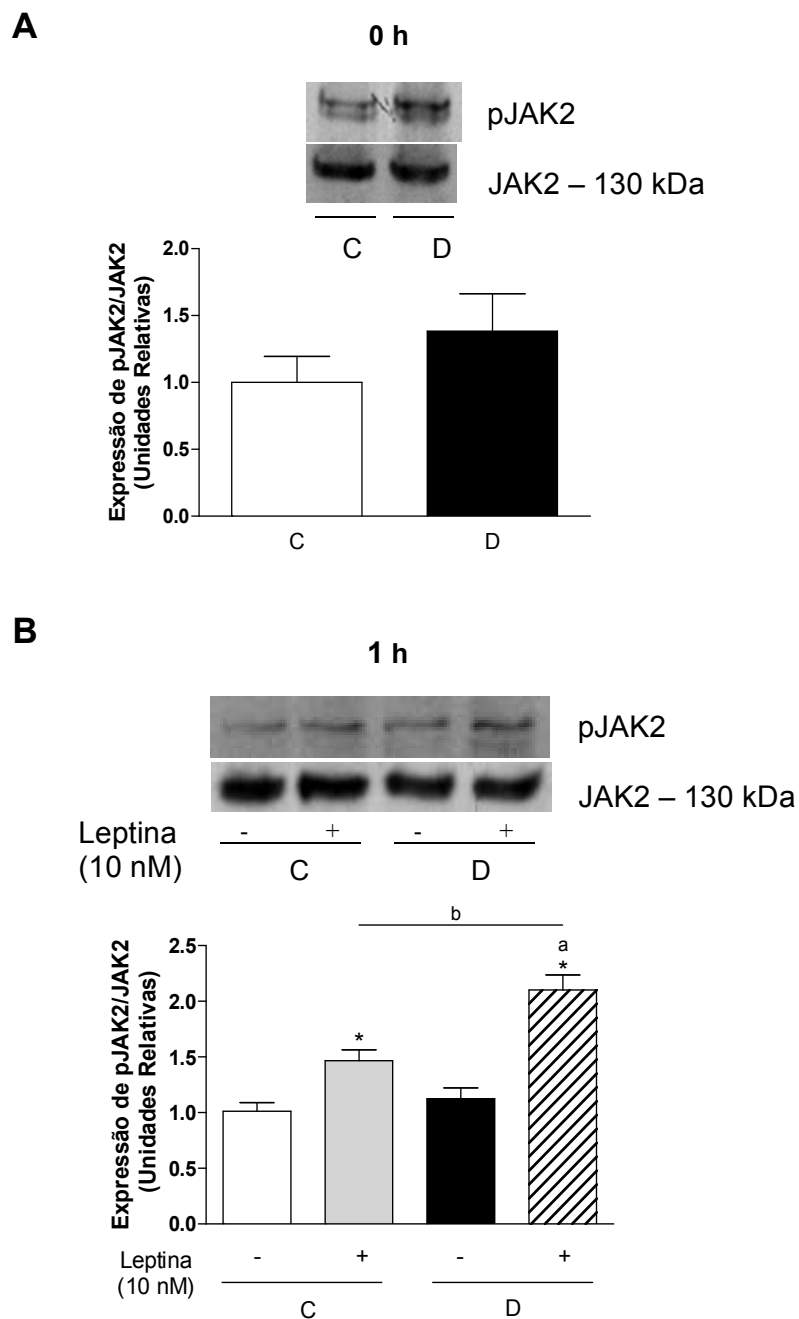 A
0 h
pJAK2
JAK2 – 130 kDa
C D
Expressão de pJAK2/JAK2
(Unidades Relativas)
2.0
1.5
1.0
0.5
0.0
C D
B
1 h
pJAK2
JAK2 – 130 kDa
Leptina
(10 nM)
- + - +
C D
b
a
*
*
Expressão de pJAK2/JAK2
(Unidades Relativas)
2.5
2.0
1.5
1.0
0.5
0.0
Leptina
(10 nM)
- + - +
C D